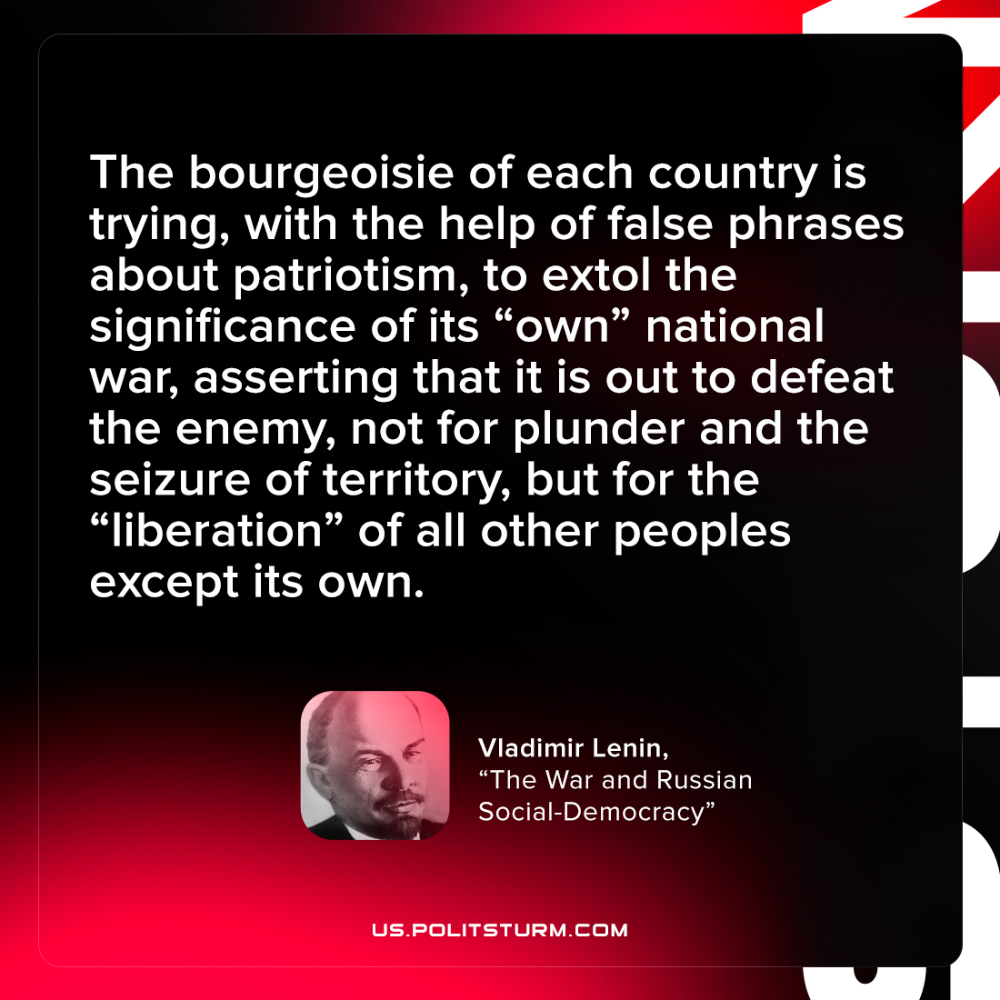 The bourgeoisie of each country is
trying, with the help of false phrases
about patriotism, to extol the
significance of its “own” national
war, asserting that it is out to defeat
the enemy, not for plunder and the
seizure of territory, but for the
“liberation” of all other peoples
except its own.
Vladimir Lenin,
“The War and Russian
Social-Democracy”
US.POLITSTURM.COM